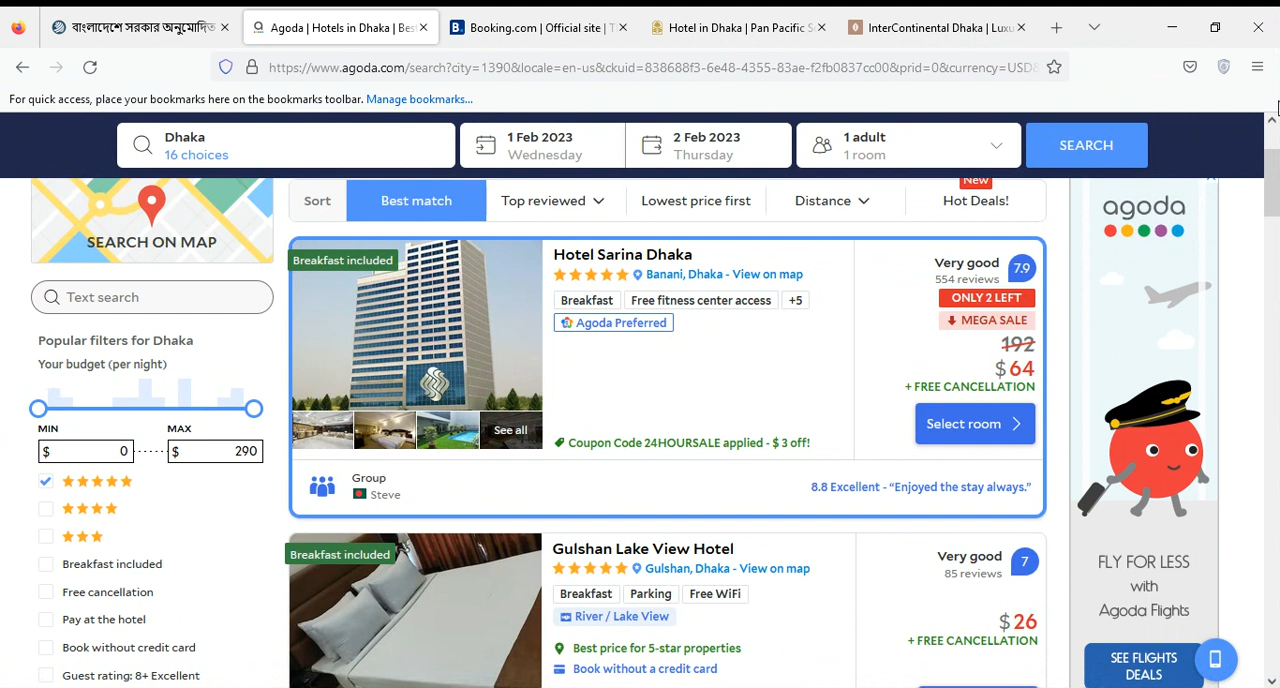 বাংলাদেশে সরকার অনুমোদিত
Agoda | Hotels in Dhaka | Bes
Booking.com | Official site | T
Hotel in Dhaka | Pan Pacific S
InterContinental Dhaka | Luxu
https://www.agoda.com/search?city=1390&locale=en-us&ckuid=838688f3-6e48-4355-83ae-f2fb0837cc00&prid=0&currency=USD&
For quick access, place your bookmarks here on the bookmarks toolbar. Manage bookmarks...
Dhaka
16 choices
1 Feb 2023
Wednesday
2 Feb 2023
Thursday
1 adult
1 room
SEARCH
SEARCH ON MAP
Text search
Popular filters for Dhaka
Your budget (per night)
MIN
MAX
$ 0
$ 290
Breakfast included
Free cancellation
Pay at the hotel
Book without credit card
Guest rating: 8+ Excellent
Sort
Best match
Top reviewed
Lowest price first
Distance
New
Hot Deals!
Breakfast included
See all
Hotel Sarina Dhaka
Banani, Dhaka - View on map
Breakfast
Free fitness center access
+5
Agoda Preferred
Coupon Code 24HOURSALE applied - $ 3 off!
Very good
554 reviews
7.9
ONLY 2 LEFT
MEGA SALE
192
$ 64
+ FREE CANCELLATION
Select room
Group
Steve
8.8 Excellent - “Enjoyed the stay always.”
Breakfast included
Gulshan Lake View Hotel
Gulshan, Dhaka - View on map
Breakfast
Parking
Free WiFi
River / Lake View
Best price for 5-star properties
Book without a credit card
Very good
85 reviews
7
$ 26
+ FREE CANCELLATION
agoda
FLY FOR LESS
with
Agoda Flights
SEE FLIGHTS
DEALS